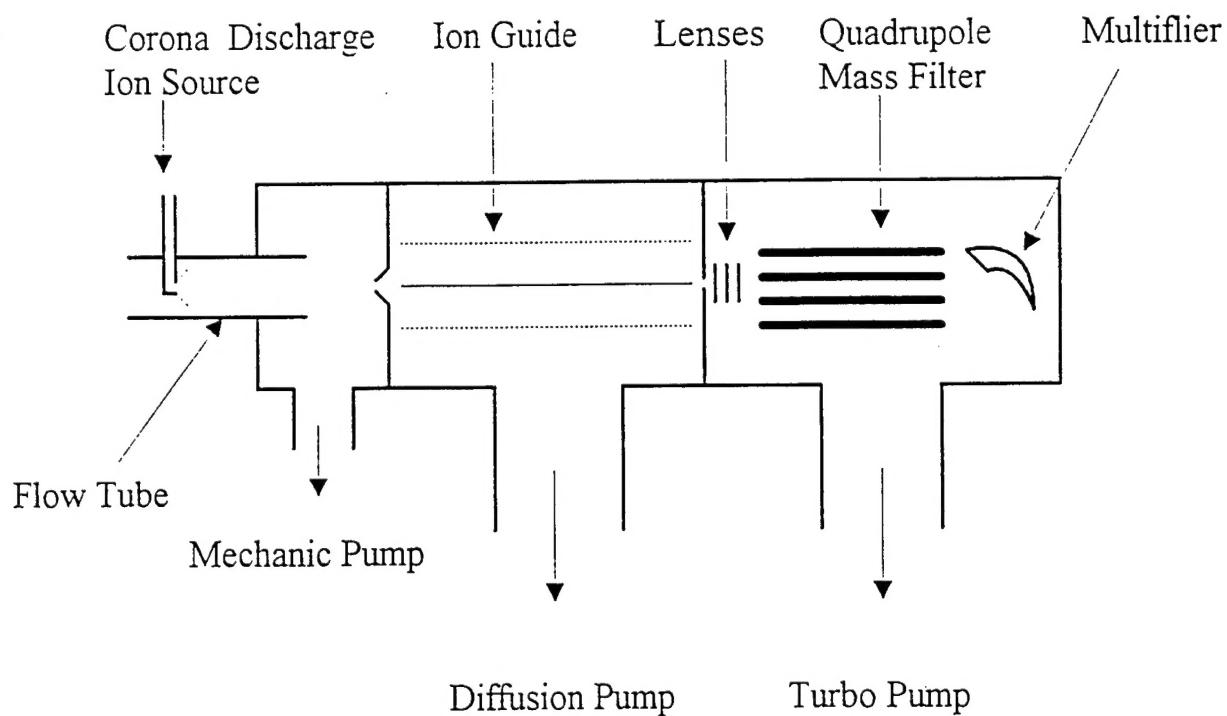 Corona Discharge
Ion Source
Ion Guide
Lenses
Quadrupole
Mass Filter
Multiflier
Flow Tube
Mechanic Pump
Diffusion Pump
Turbo Pump